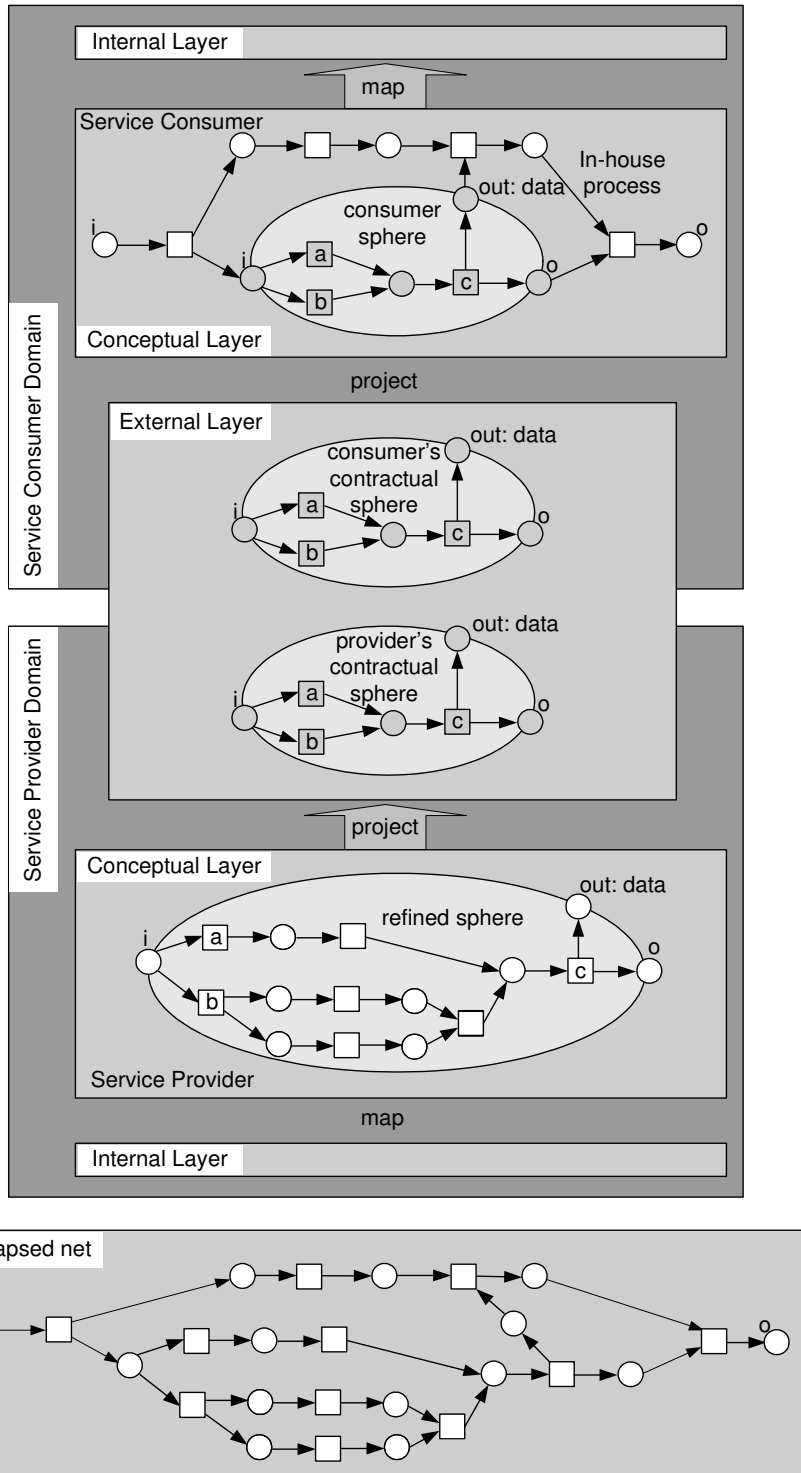 Internal Layer
map
Service Consumer
In-house
process
out: data
consumer
sphere
i
i
a
b
c
o
o
Conceptual Layer
Service Consumer Domain
project
External Layer
out: data
consumer's
contractual
sphere
i
a
b
c
o
out: data
provider's
contractual
sphere
i
a
b
c
o
Service Provider Domain
project
Conceptual Layer
out: data
refined sphere
i
a
b
c
o
Service Provider
map
Internal Layer
apsed net
o